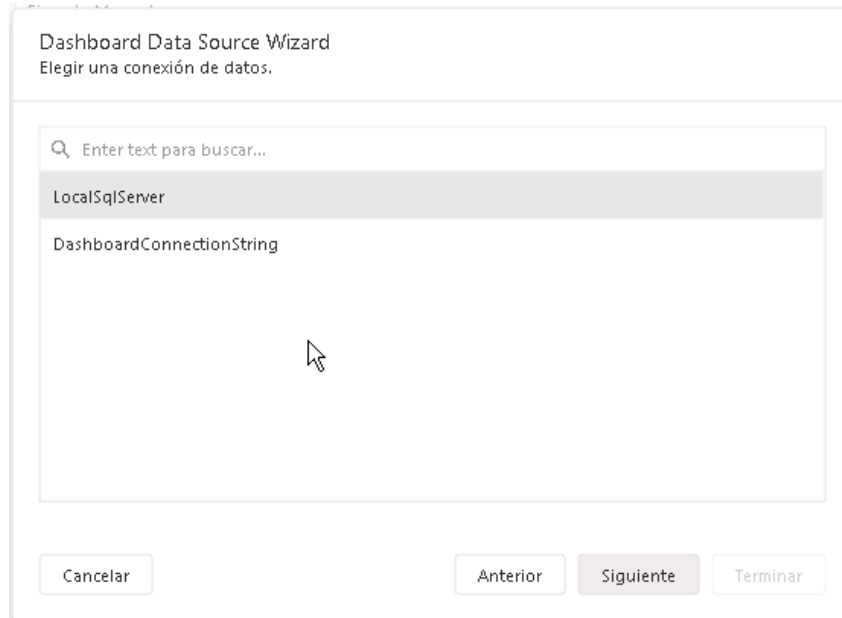 Dashboard Data Source Wizard
Elegir una conexión de datos.
Enter text para buscar...
LocalSqlServer
DashboardConnectionString
Cancelar
Anterior
Siguiente
Terminar